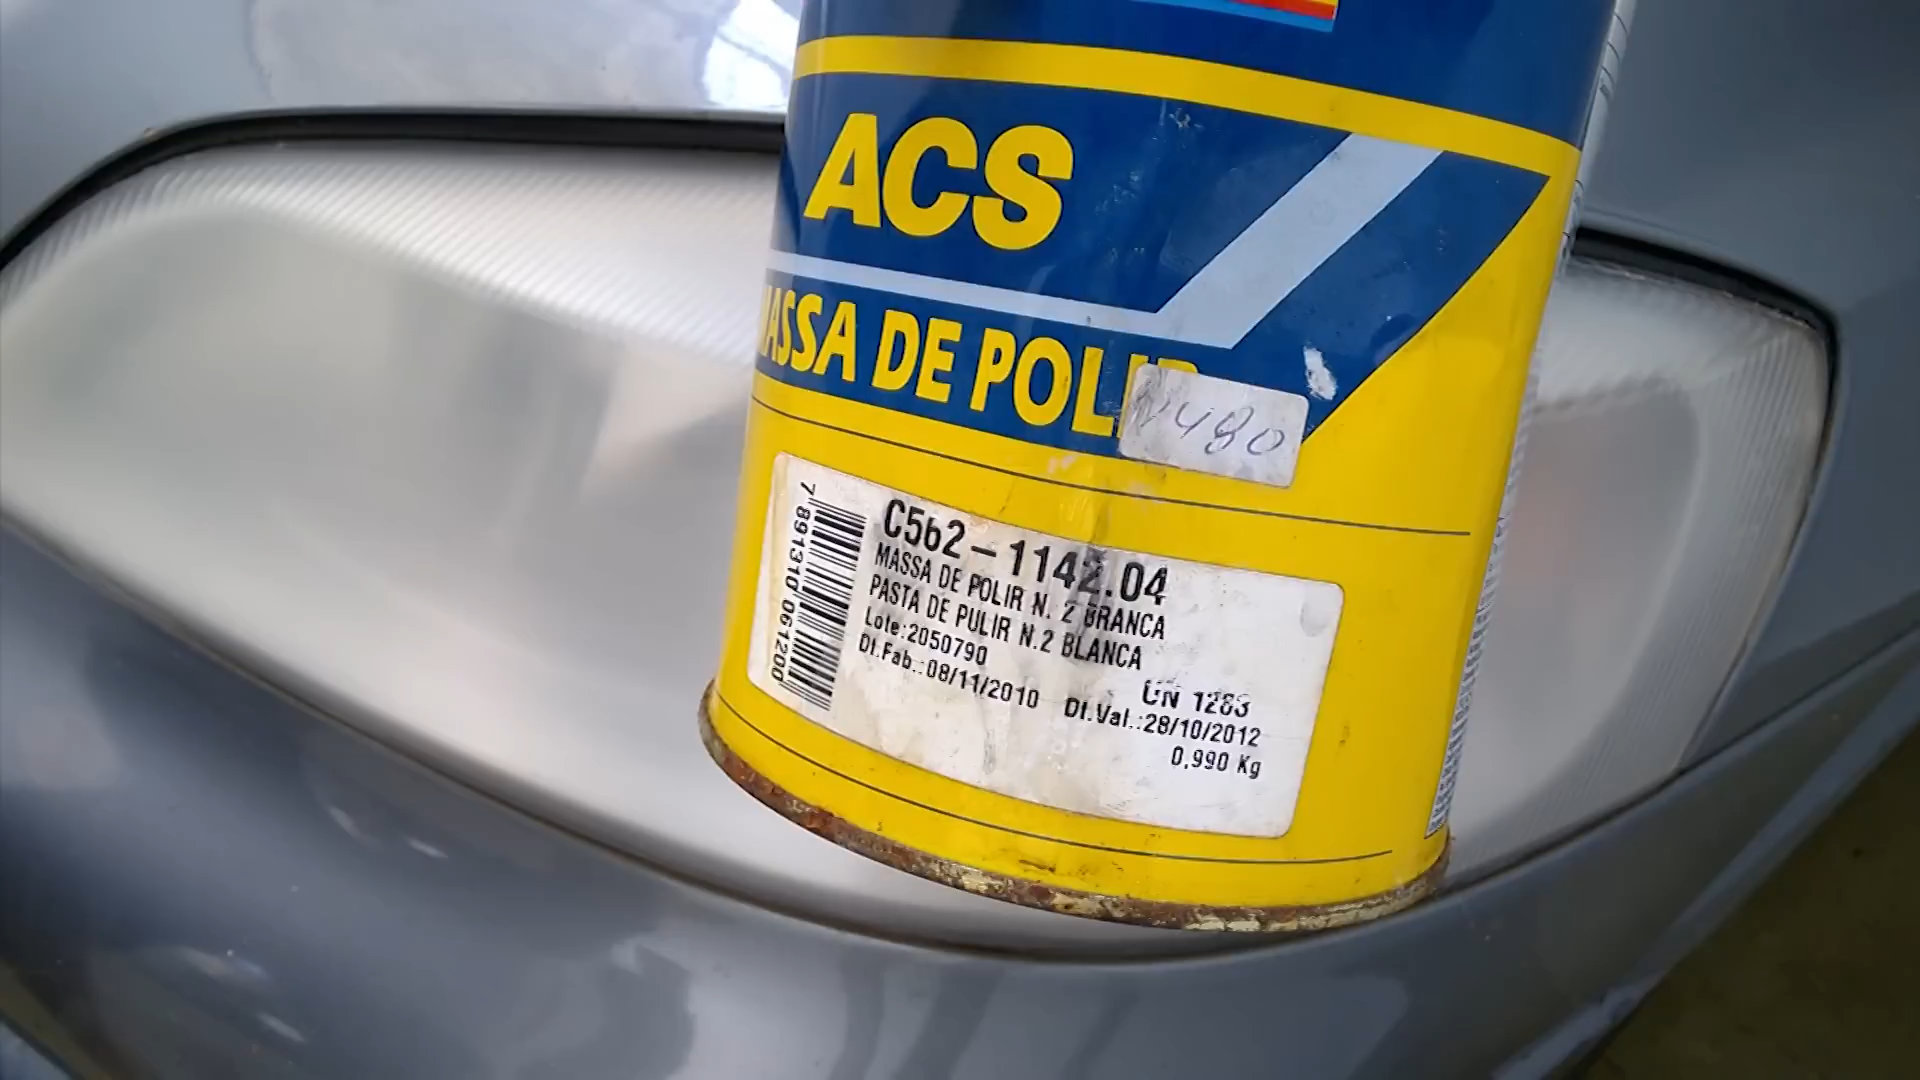 ACS
MASSA DE POLIR
N480
C562-1142.04
MASSA DE POLIR N. 2 BRANCA
PASTA DE PULIR N.2 BLANCA
Lote:2050790
UN 1263
Dt.Fab.:08/11/2010 Dt.Val.:28/10/2012
0,990 Kg
7 891310 061200